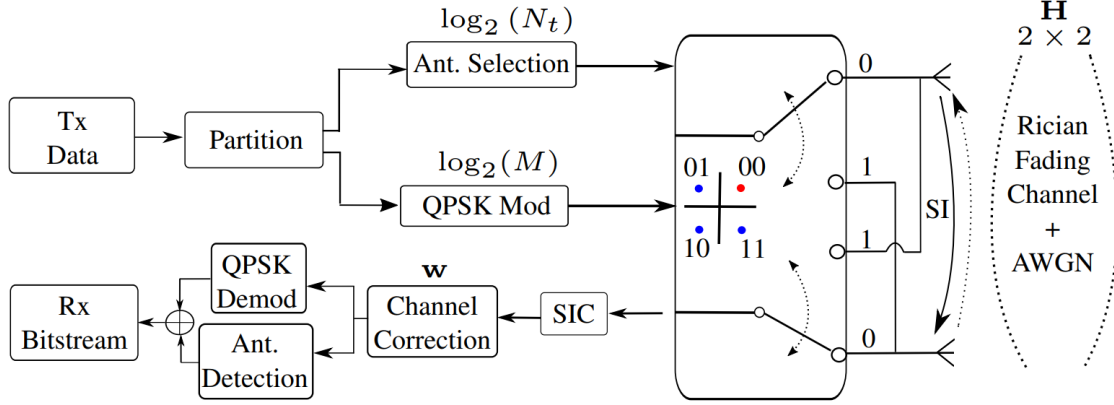 log₂ (Nₜ)
Ant. Selection
Tx
Data
Partition
log₂(M)
QPSK Mod
01 00
10 11
0
1
1
0
SI
H
2 × 2
Rician
Fading
Channel
+
AWGN
Rx
Bitstream
QPSK
Demod
Ant.
Detection
w
Channel
Correction
SIC